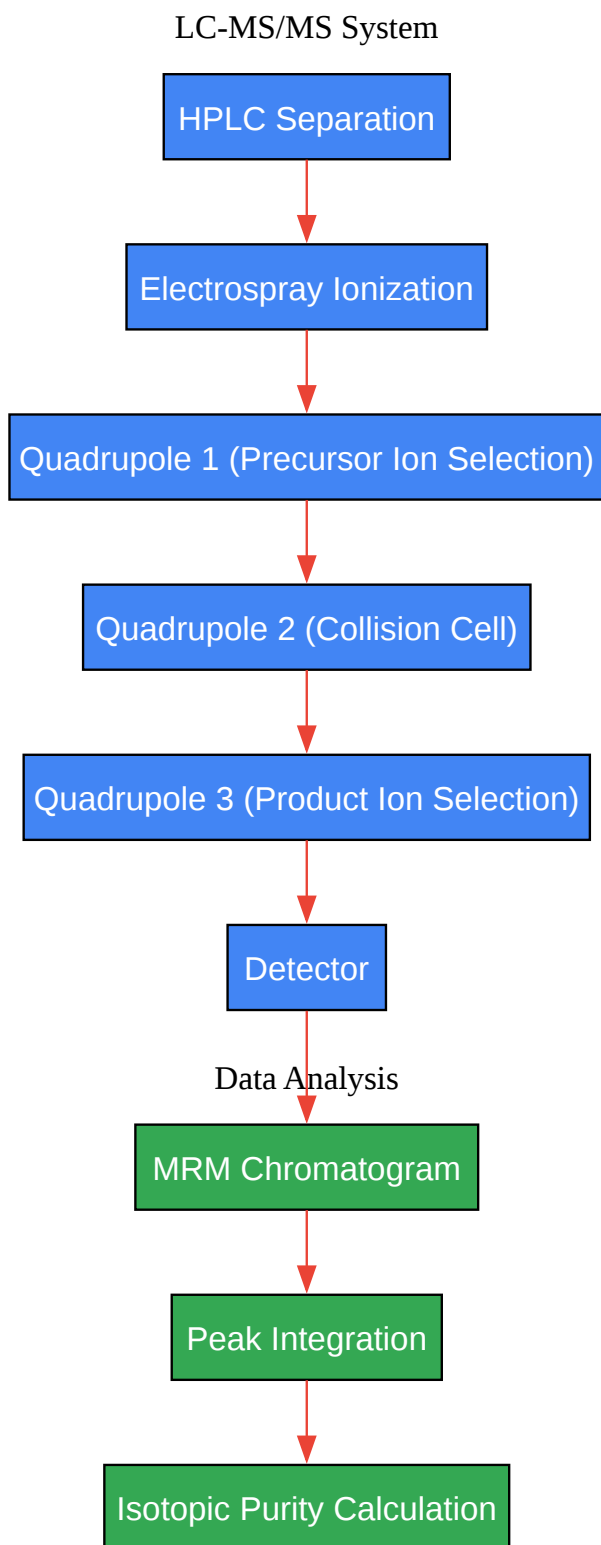 LC-MS/MS System
HPLC Separation
Electrospray Ionization
Quadrupole 1 (Precursor Ion Selection)
Quadrupole 2 (Collision Cell)
Quadrupole 3 (Product Ion Selection)
Detector
Data Analysis
MRM Chromatogram
Peak Integration
Isotopic Purity Calculation